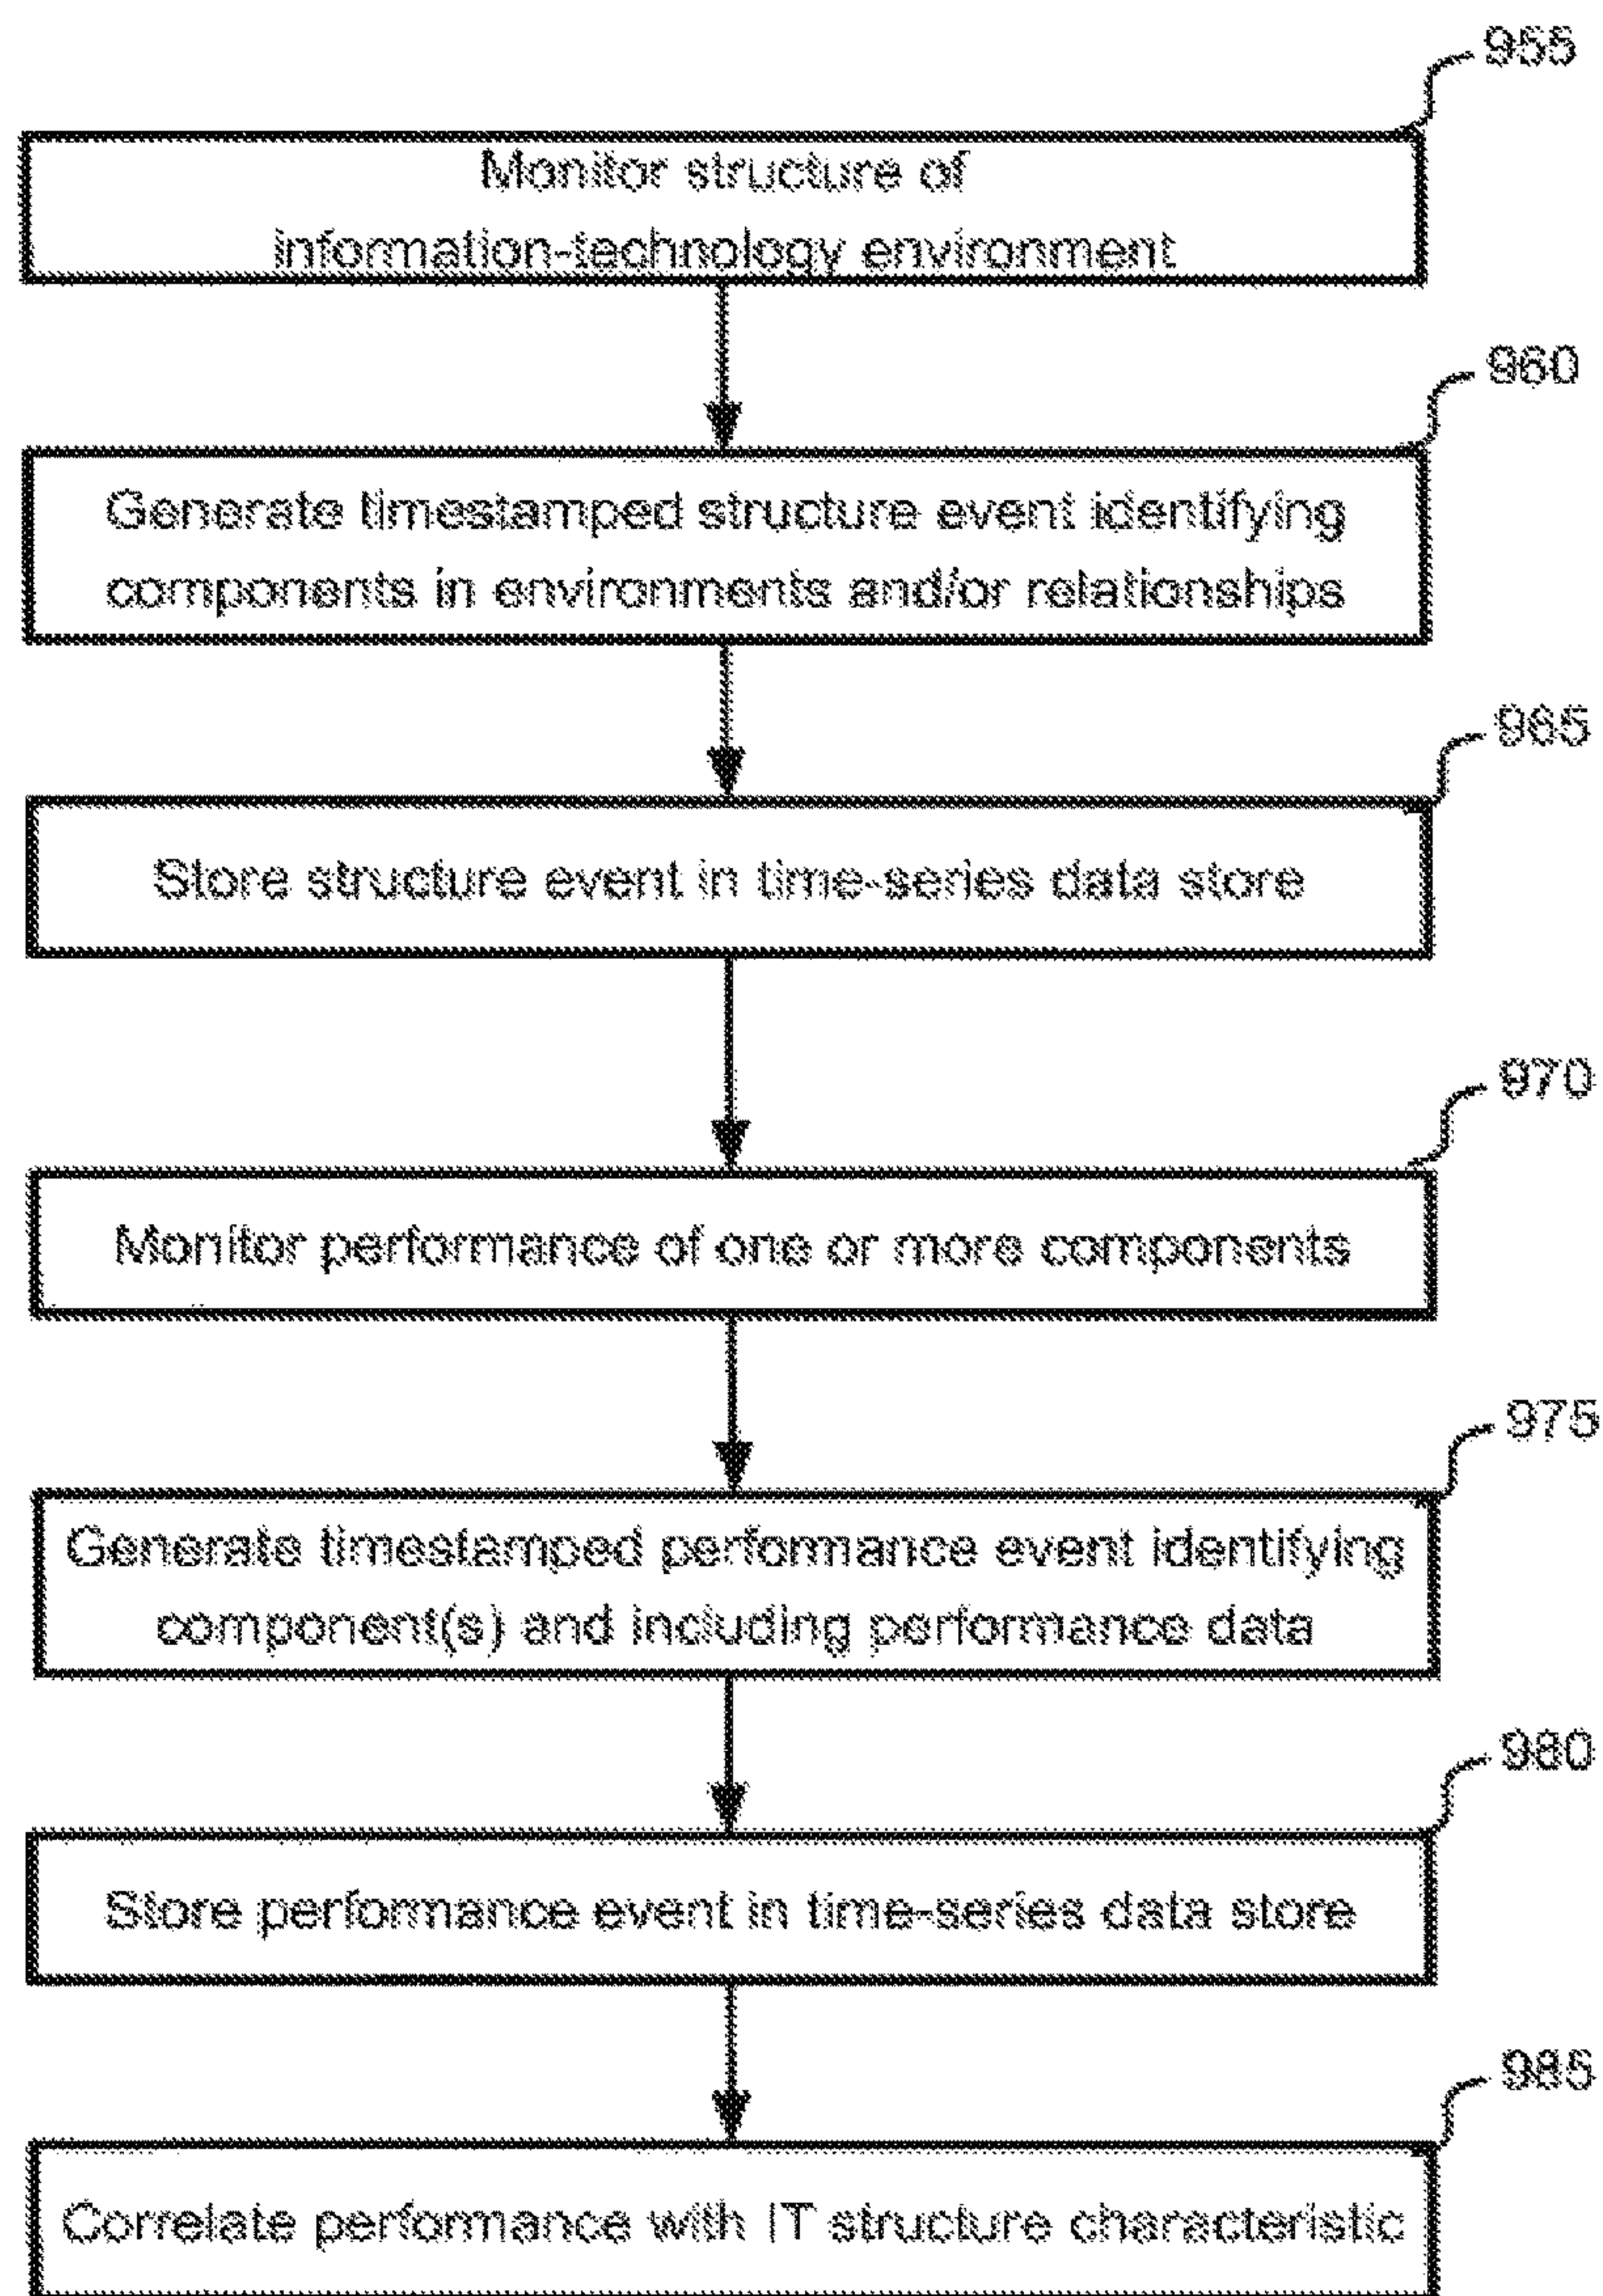 955
Monitor structure of
information-technology environment
960
Generate timestamped structure event identifying
components in environments and/or relationships
965
Store structure event in time-series data store
970
Monitor performance of one or more components
975
Generate timestamped performance event identifying
component(s) and including performance data
980
Store performance event in time-series data store
985
Correlate performance with IT structure characteristic